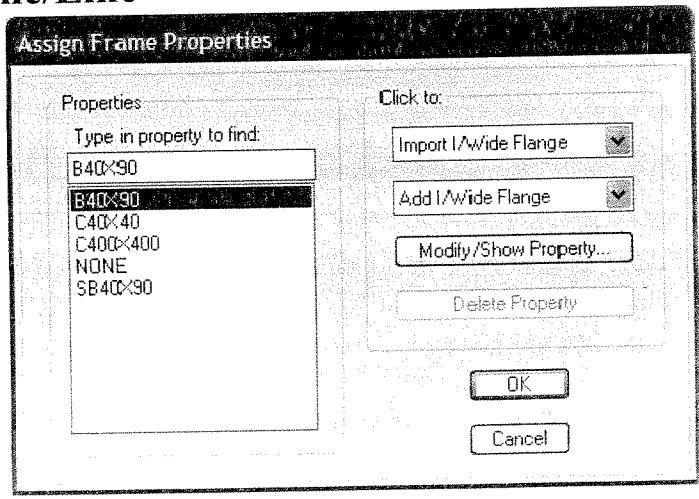 Assign Frame Properties
Properties
Type in property to find:
B40X90
B40X90
C40X40
C400X400
NONE
SB40X90
Click to:
Import I/Wide Flange
Add I/Wide Flange
Modify/Show Property...
Delete Property
OK
Cancel